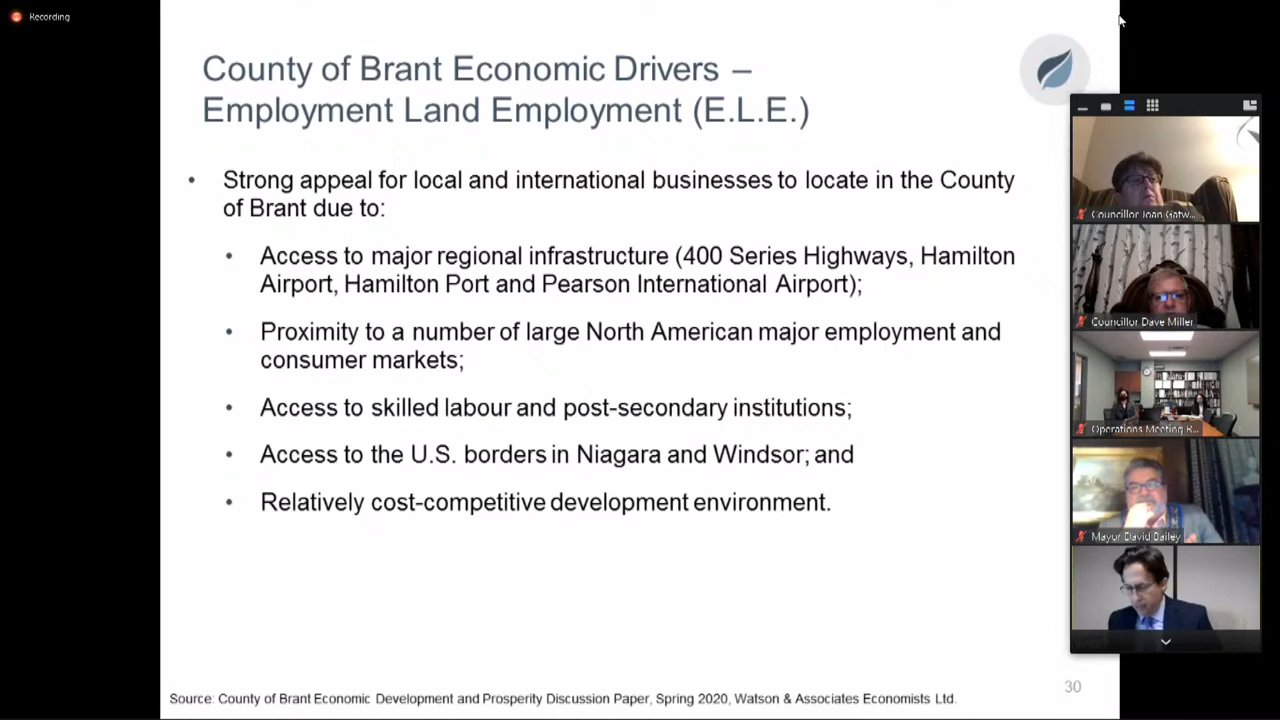 Recording
County of Brant Economic Drivers –
Employment Land Employment (E.L.E.)
• Strong appeal for local and international businesses to locate in the County
of Brant due to:
• Access to major regional infrastructure (400 Series Highways, Hamilton
Airport, Hamilton Port and Pearson International Airport);
• Proximity to a number of large North American major employment and
consumer markets;
• Access to skilled labour and post-secondary institutions;
• Access to the U.S. borders in Niagara and Windsor; and
• Relatively cost-competitive development environment.
Source: County of Brant Economic Development and Prosperity Discussion Paper, Spring 2020, Watson & Associates Economists Ltd.
30
Councillor Joan Gatw...
Councillor Dave Miller
Operations Meeting R...
Mayor David Bailey